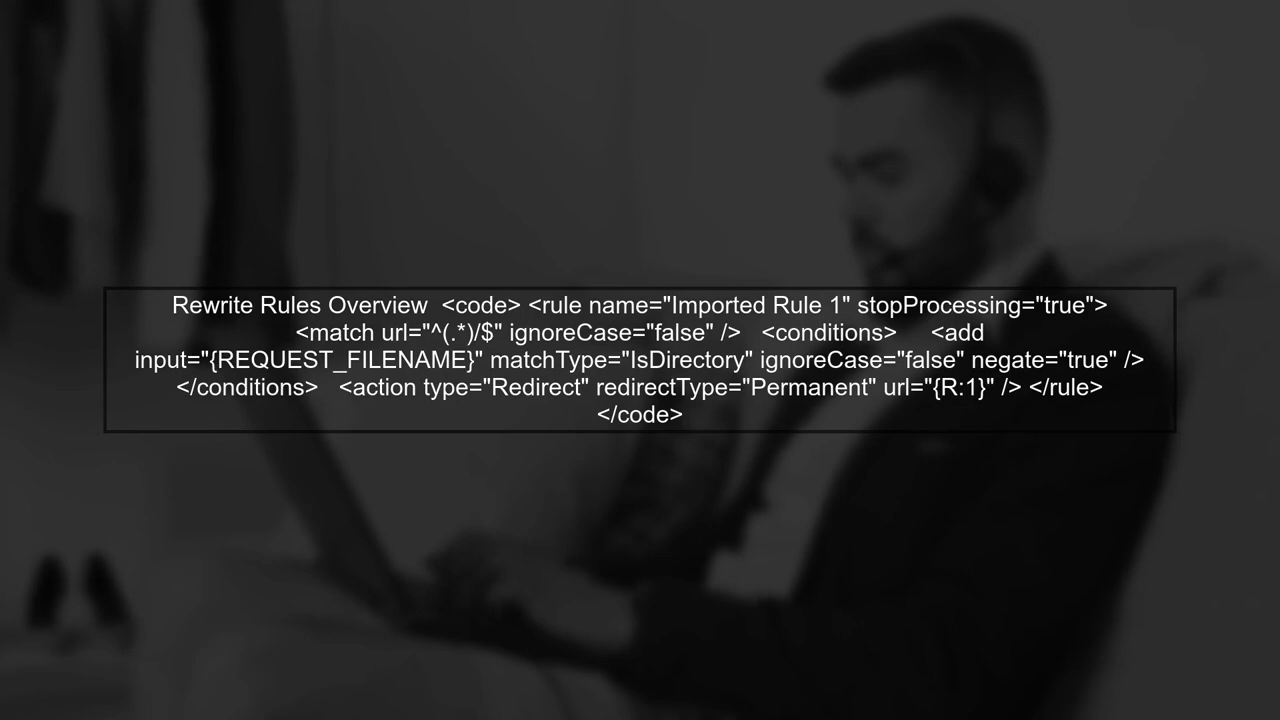 Rewrite Rules Overview  <code> <rule name="Imported Rule 1" stopProcessing="true">
<match url="^(.*)/$" ignoreCase="false" />   <conditions>     <add
input="{REQUEST_FILENAME}" matchType="IsDirectory" ignoreCase="false" negate="true" />
</conditions>   <action type="Redirect" redirectType="Permanent" url="{R:1}" /> </rule>
</code>